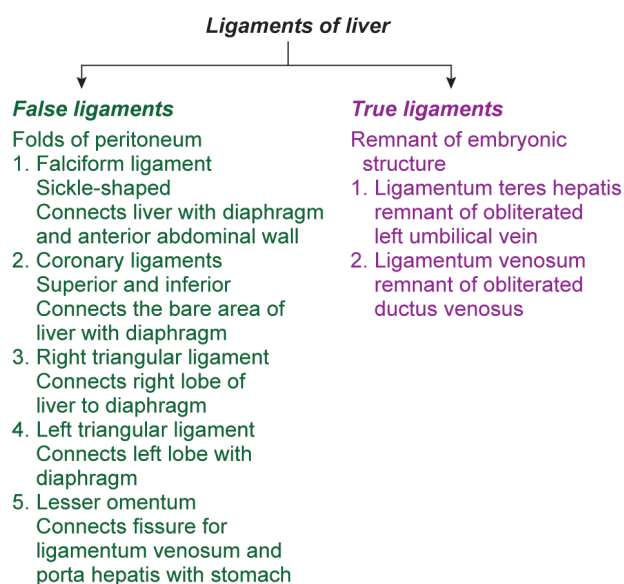 Ligaments of liver
False ligaments
Folds of peritoneum
1. Falciform ligament
Sickle-shaped
Connects liver with diaphragm
and anterior abdominal wall
2. Coronary ligaments
Superior and inferior
Connects the bare area of
liver with diaphragm
3. Right triangular ligament
Connects right lobe of
liver to diaphragm
4. Left triangular ligament
Connects left lobe with
diaphragm
5. Lesser omentum
Connects fissure for
ligamentum venosum and
porta hepatis with stomach
True ligaments
Remnant of embryonic
structure
1. Ligamentum teres hepatis
remnant of obliterated
left umbilical vein
2. Ligamentum venosum
remnant of obliterated
ductus venosus